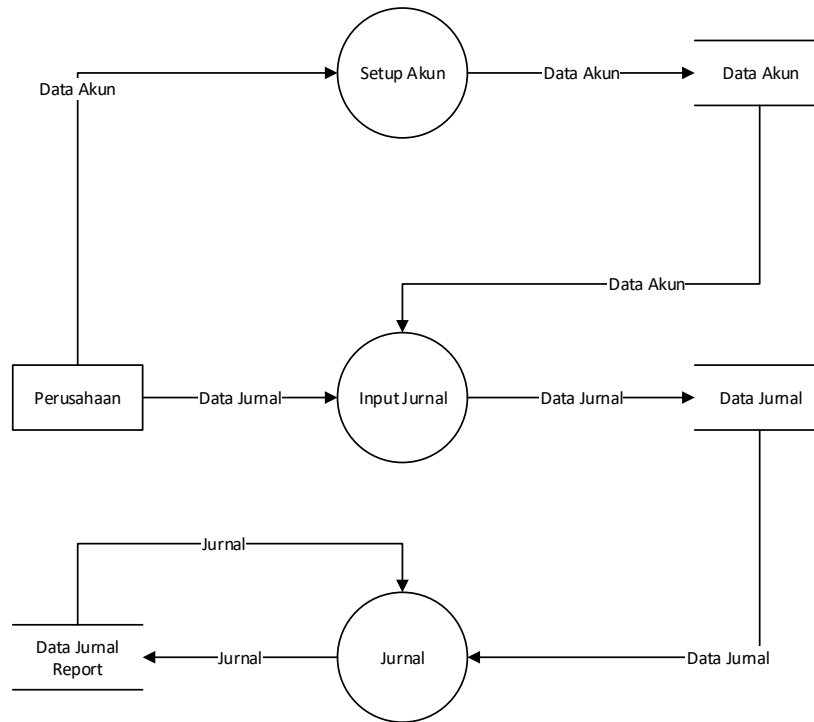 Setup Akun
Data Akun
Data Akun
Data Akun
Data Akun
Perusahaan
Data Jurnal
Input Jurnal
Data Jurnal
Data Jurnal
Jurnal
Data Jurnal
Report
Jurnal
Jurnal
Data Jurnal